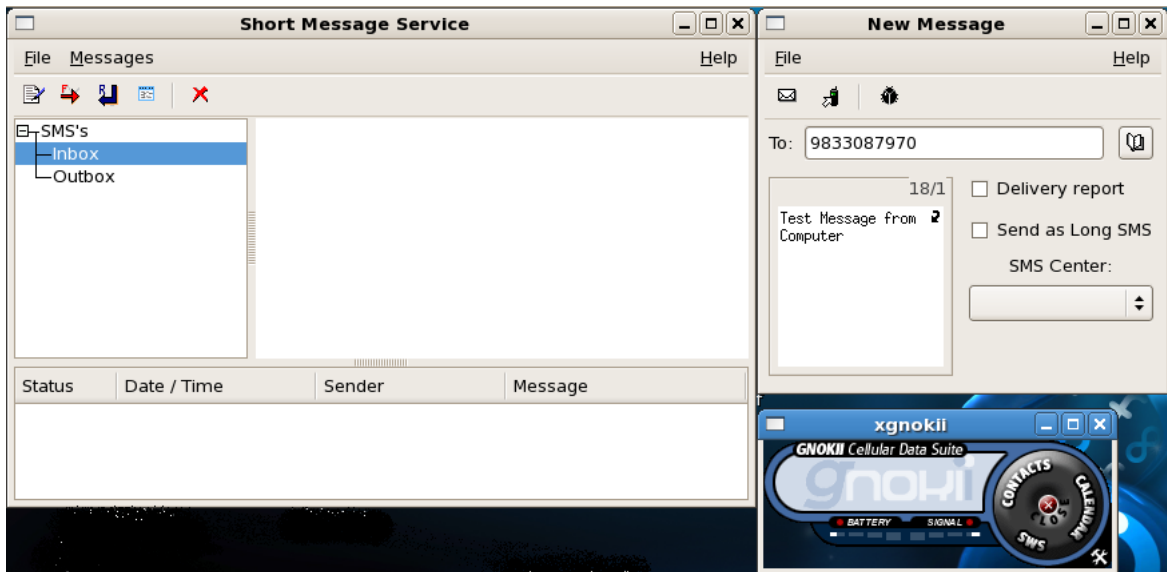 Short Message Service
File Messages Help
SMS's
Inbox
Outbox
Status Date / Time Sender Message
New Message
File Help
To: 9833087970
18/1
Test Message from
Computer
Delivery report
Send as Long SMS
SMS Center:
xgnokii
GNOKII Cellular Data Suite
gnokii
BATTERY SIGNAL
CONTACTS
CALENDAR
SMS
CLOSE